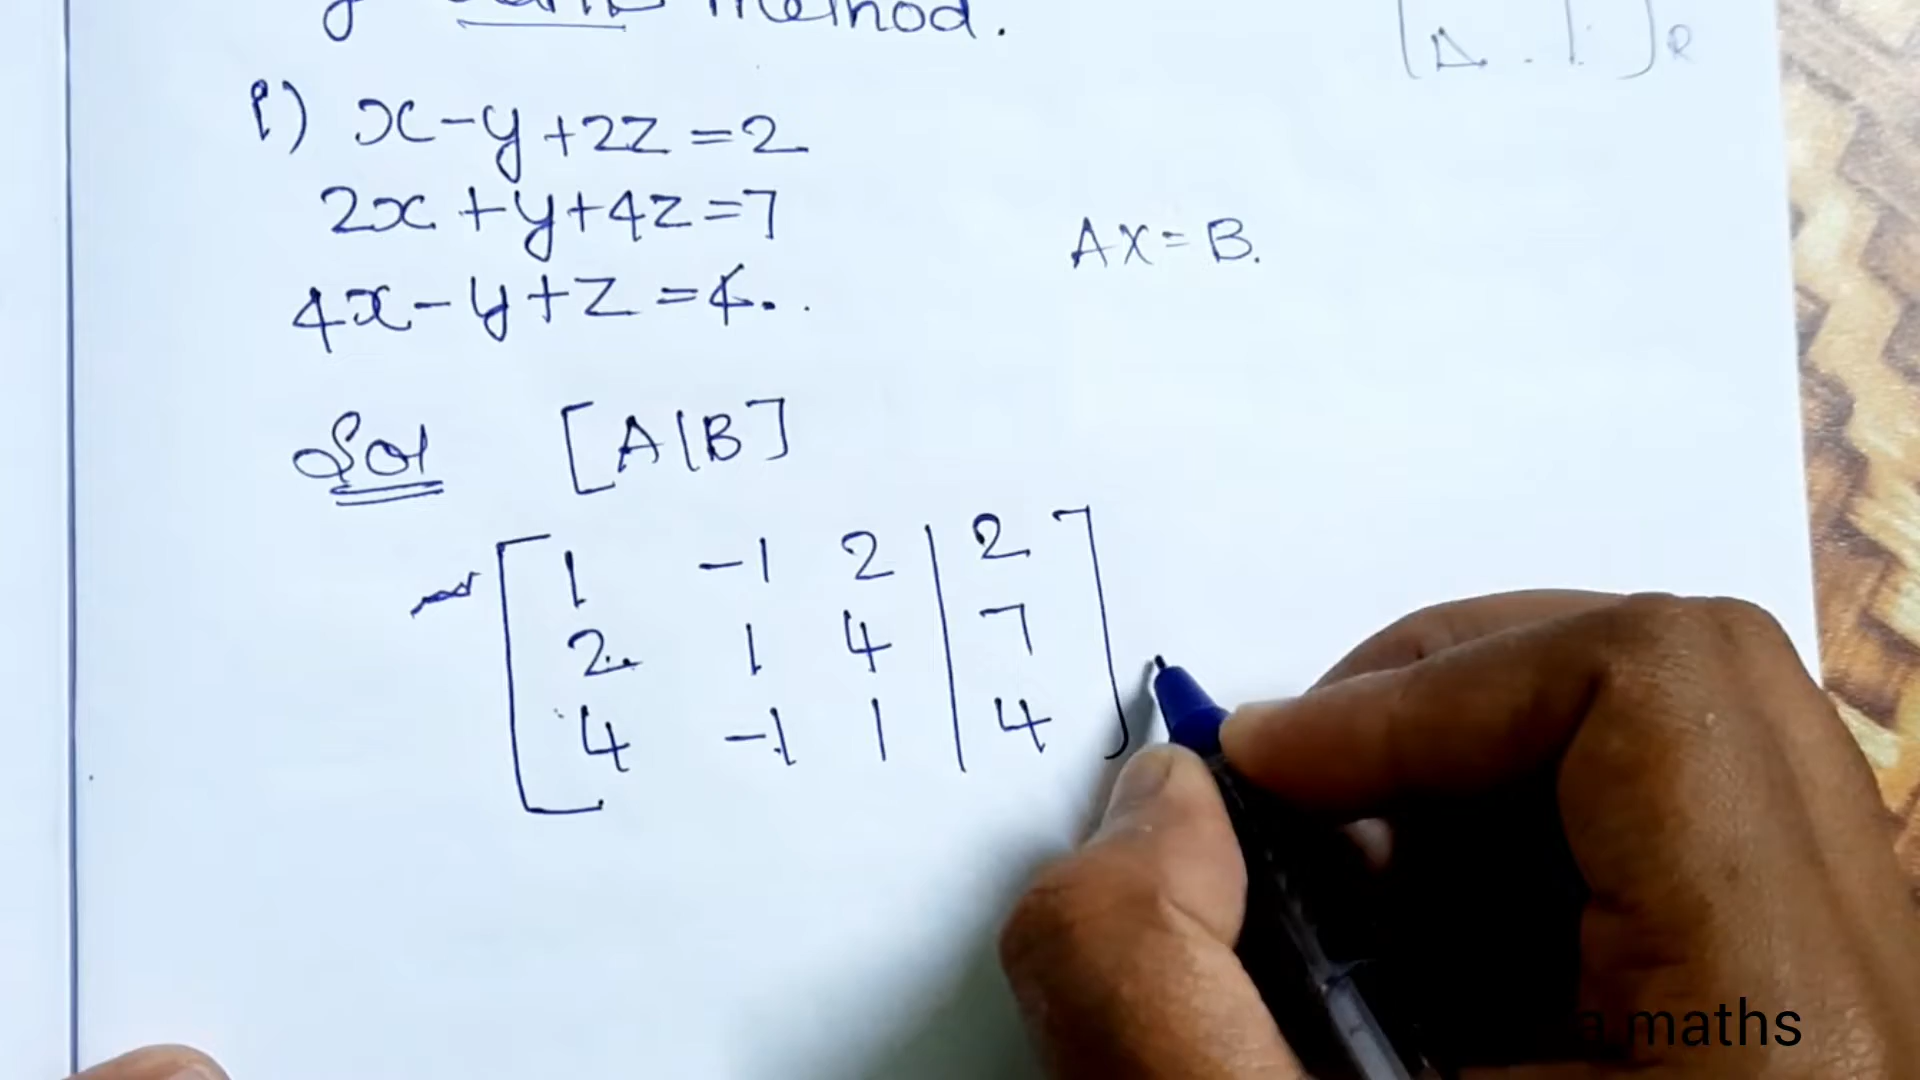 method.
i) x-y+2z=2
2x+y+4z=7
AX=B.
4x-y+z=4.
Sol [A|B]
~ [1 -1 2 | 2]
2 1 4 | 7
4 -1 1 | 4
maths